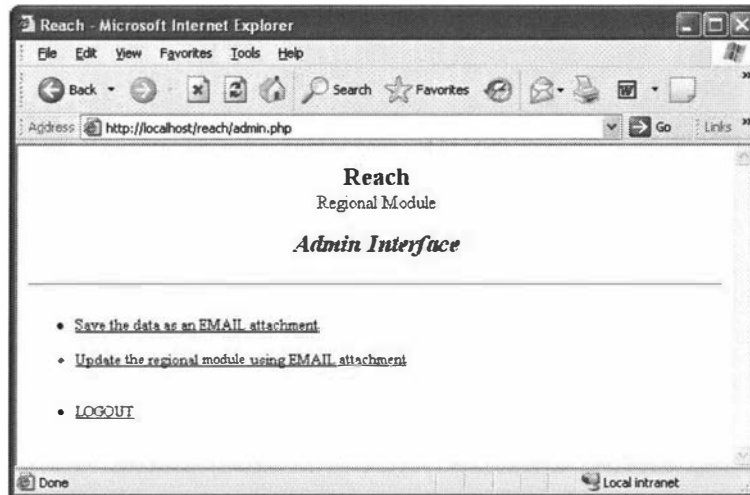 Reach - Microsoft Internet Explorer
File Edit View Favorites Tools Help
Back Search Favorites
Address http://localhost/reach/admin.php Go Links
Reach
Regional Module
Admin Interface
Save the data as an EMAIL attachment
Update the regional module using EMAIL attachment
LOGOUT
Done Local intranet